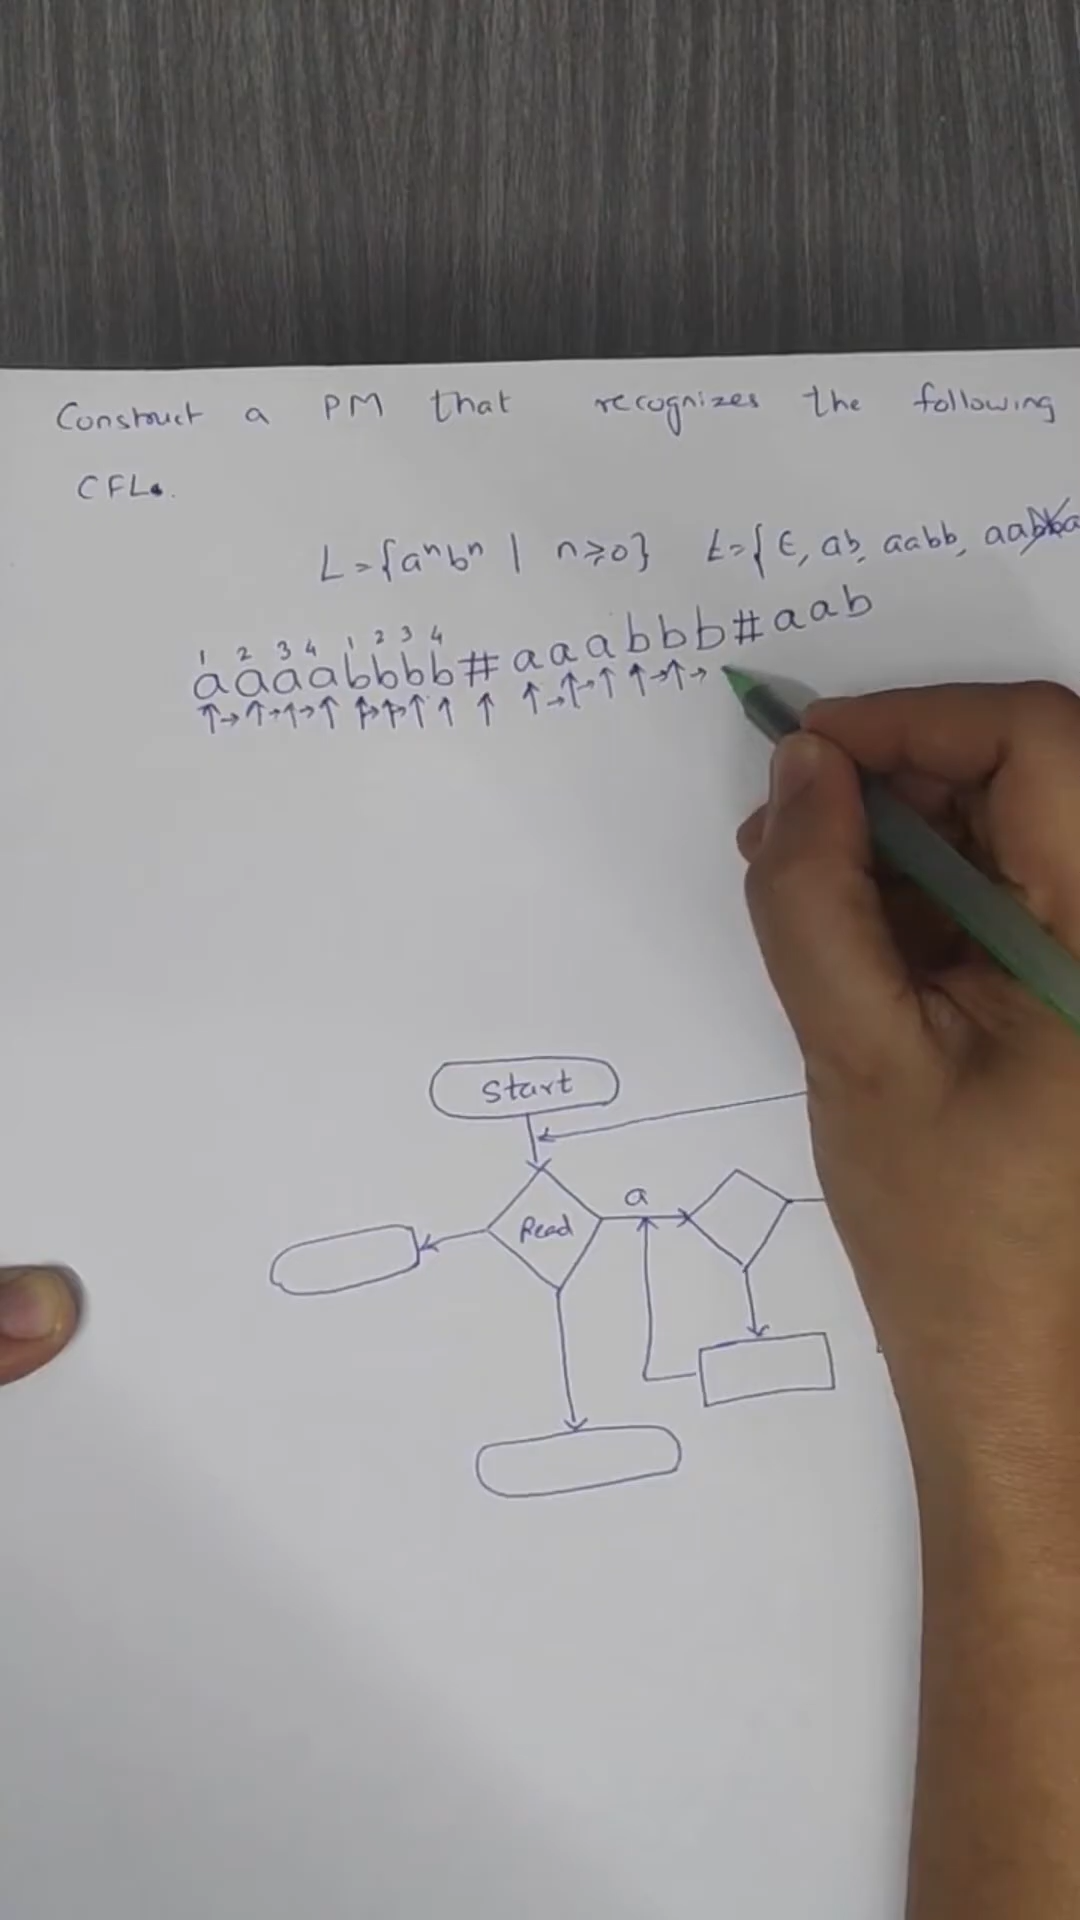 Construct a PM that recognizes the following
CFL.
L = {aⁿbⁿ | n≥0} L = { ε, ab, aabb, aabba
1 2 3 4 1 2 3 4
aaaabbbb#aaabbb#aab
Start
Read
a